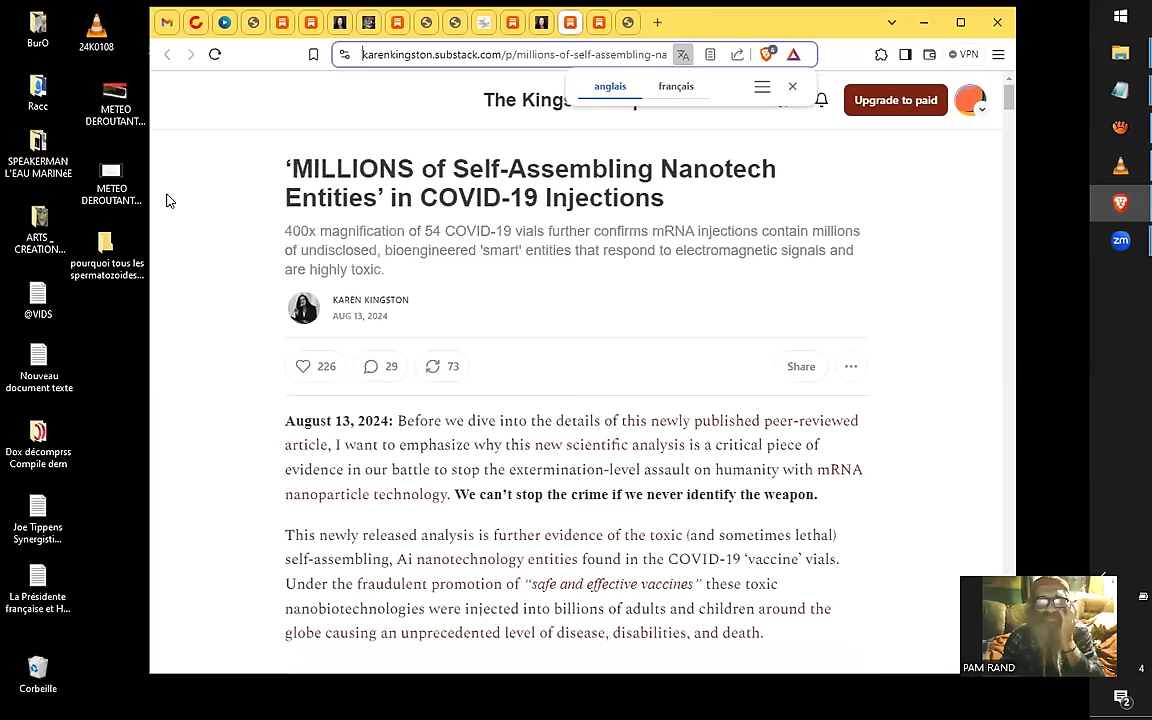 BurO
24K0108
Racc
METEO
DEROUTANT...
SPEAKERMAN
L'EAU MARINéE
METEO
DEROUTANT...
ARTS _
CREATION...
pourquoi tous les
spermatozoides...
@VIDS
Nouveau
document texte
Dox décomprss
Compile dern
Joe Tippens
Synergisti...
La Présidente
française et H...
Corbeille
karenkingston.substack.com/p/millions-of-self-assembling-na
VPN
anglais français
The Kings
Upgrade to paid
‘MILLIONS of Self-Assembling Nanotech
Entities’ in COVID-19 Injections
400x magnification of 54 COVID-19 vials further confirms mRNA injections contain millions
of undisclosed, bioengineered 'smart' entities that respond to electromagnetic signals and
are highly toxic.
KAREN KINGSTON
AUG 13, 2024
226 29 73 Share
August 13, 2024: Before we dive into the details of this newly published peer-reviewed
article, I want to emphasize why this new scientific analysis is a critical piece of
evidence in our battle to stop the extermination-level assault on humanity with mRNA
nanoparticle technology. We can’t stop the crime if we never identify the weapon.
This newly released analysis is further evidence of the toxic (and sometimes lethal)
self-assembling, Ai nanotechnology entities found in the COVID-19 ‘vaccine’ vials.
Under the fraudulent promotion of “safe and effective vaccines” these toxic
nanobiotechnologies were injected into billions of adults and children around the
globe causing an unprecedented level of disease, disabilities, and death.
zm
PAM RAND
4
2